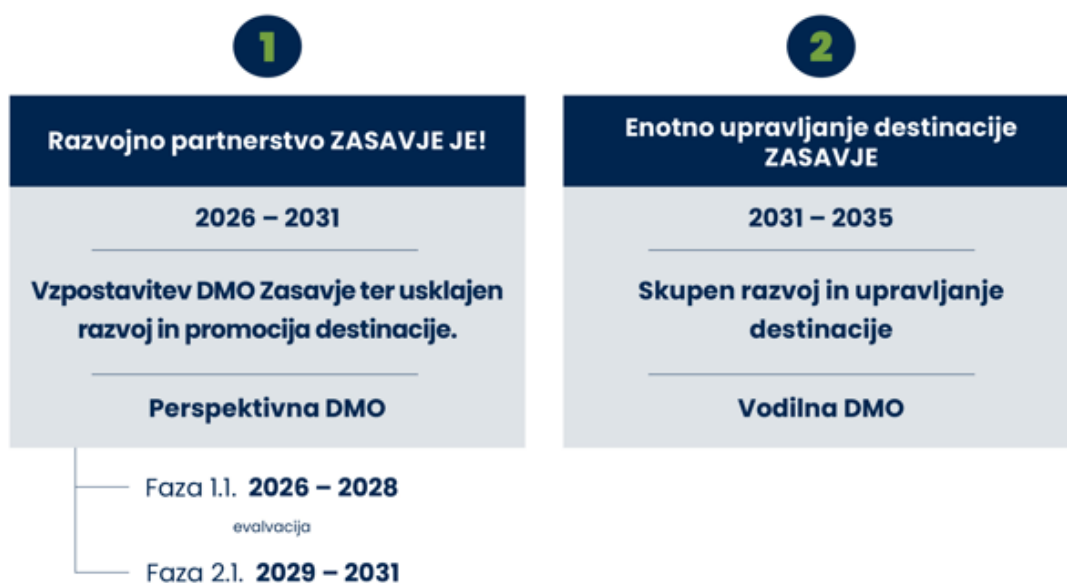 1
Razvojno partnerstvo ZASAVJE JE!
2026 – 2031
Vzpostavitev DMO Zasavje ter usklajen
razvoj in promocija destinacije.
Perspektivna DMO
Faza 1.1. 2026 – 2028
evalvacija
Faza 2.1. 2029 – 2031
2
Enotno upravljanje destinacije
ZASAVJE
2031 – 2035
Skupen razvoj in upravljanje
destinacije
Vodilna DMO